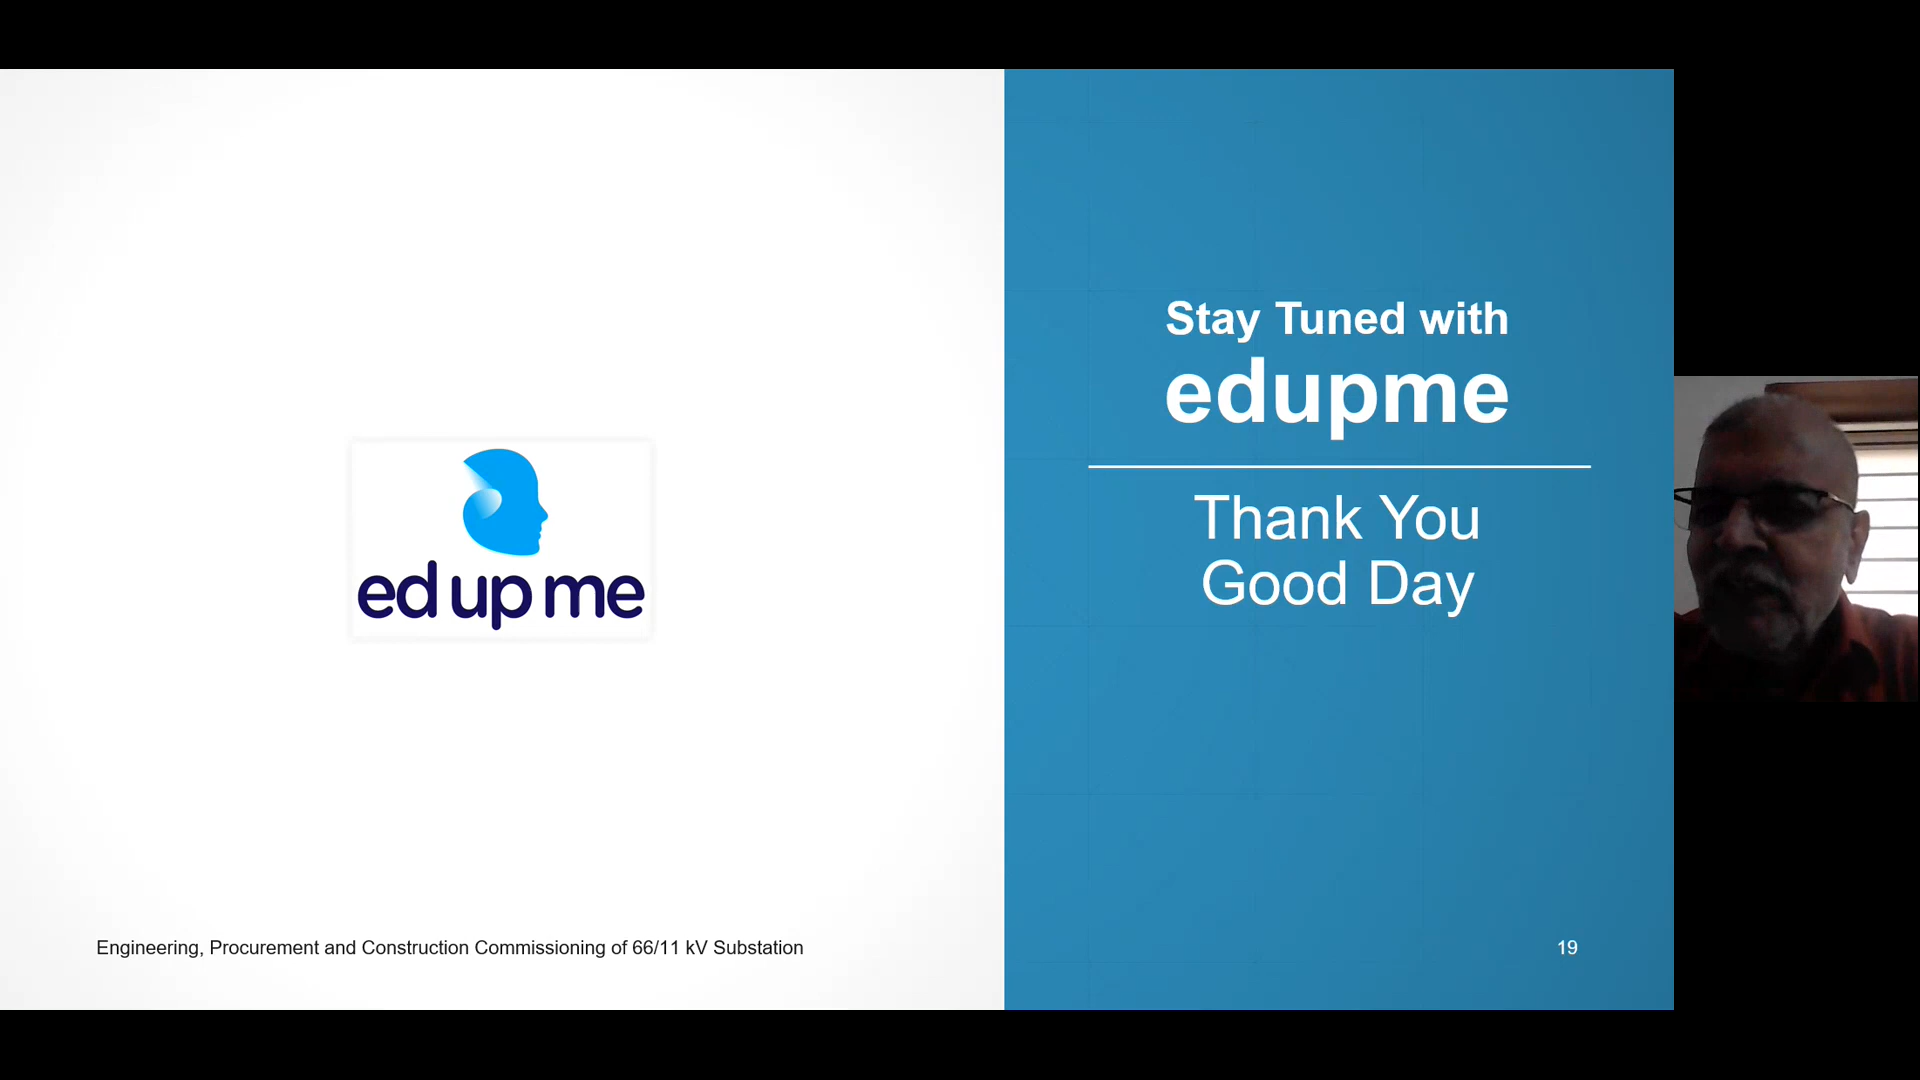 ed up me
Stay Tuned with
edupme
Thank You
Good Day
Engineering, Procurement and Construction Commissioning of 66/11 kV Substation
19